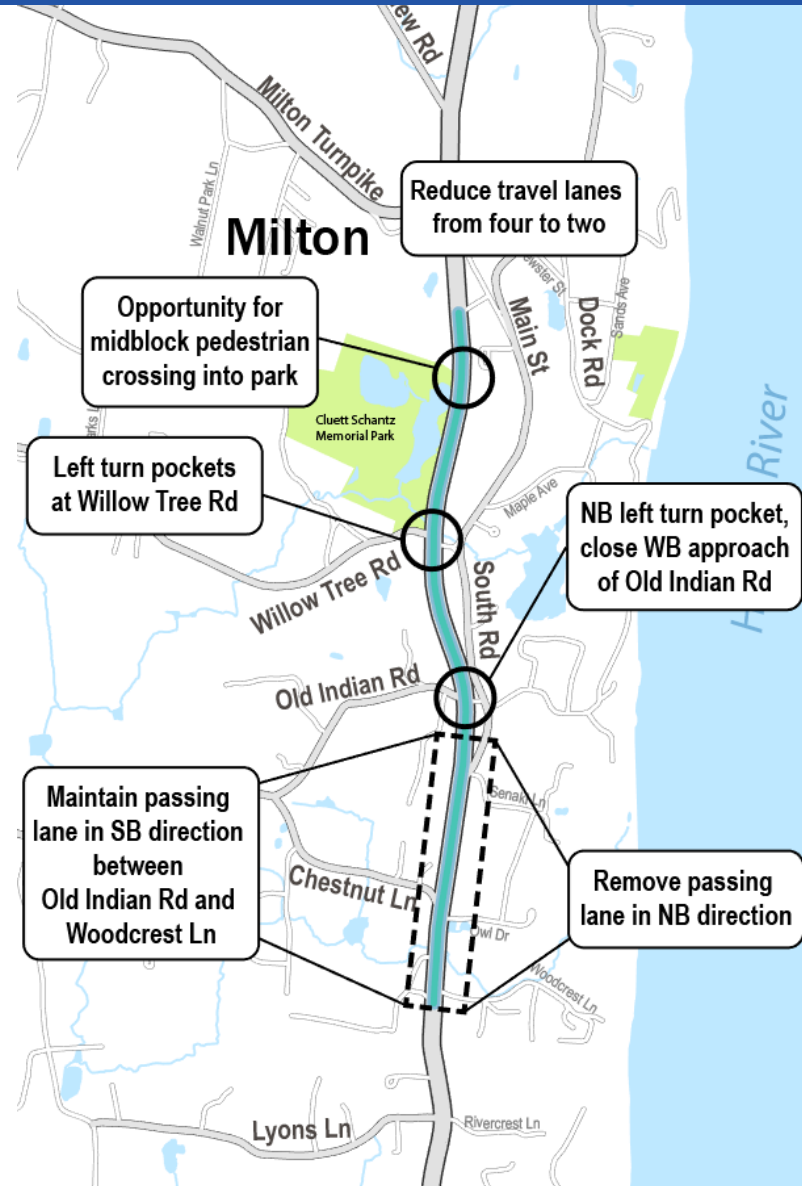 ew Rd
Milton Turnpike
Walnut Park Ln
Reduce travel lanes
from four to two
Milton
Opportunity for
midblock pedestrian
crossing into park
Main St
Dock Rd
Sands Ave
Cluett Schantz
Memorial Park
Left turn pockets
at Willow Tree Rd
Maple Ave
NB left turn pocket,
close WB approach
of Old Indian Rd
River
Willow Tree Rd
South Rd
Old Indian Rd
Maintain passing
lane in SB direction
between
Old Indian Rd and
Woodcrest Ln
Senaki Ln
Chestnut Ln
Owl Dr
Remove passing
lane in NB direction
Woodcrest Ln
Lyons Ln
Rivercrest Ln